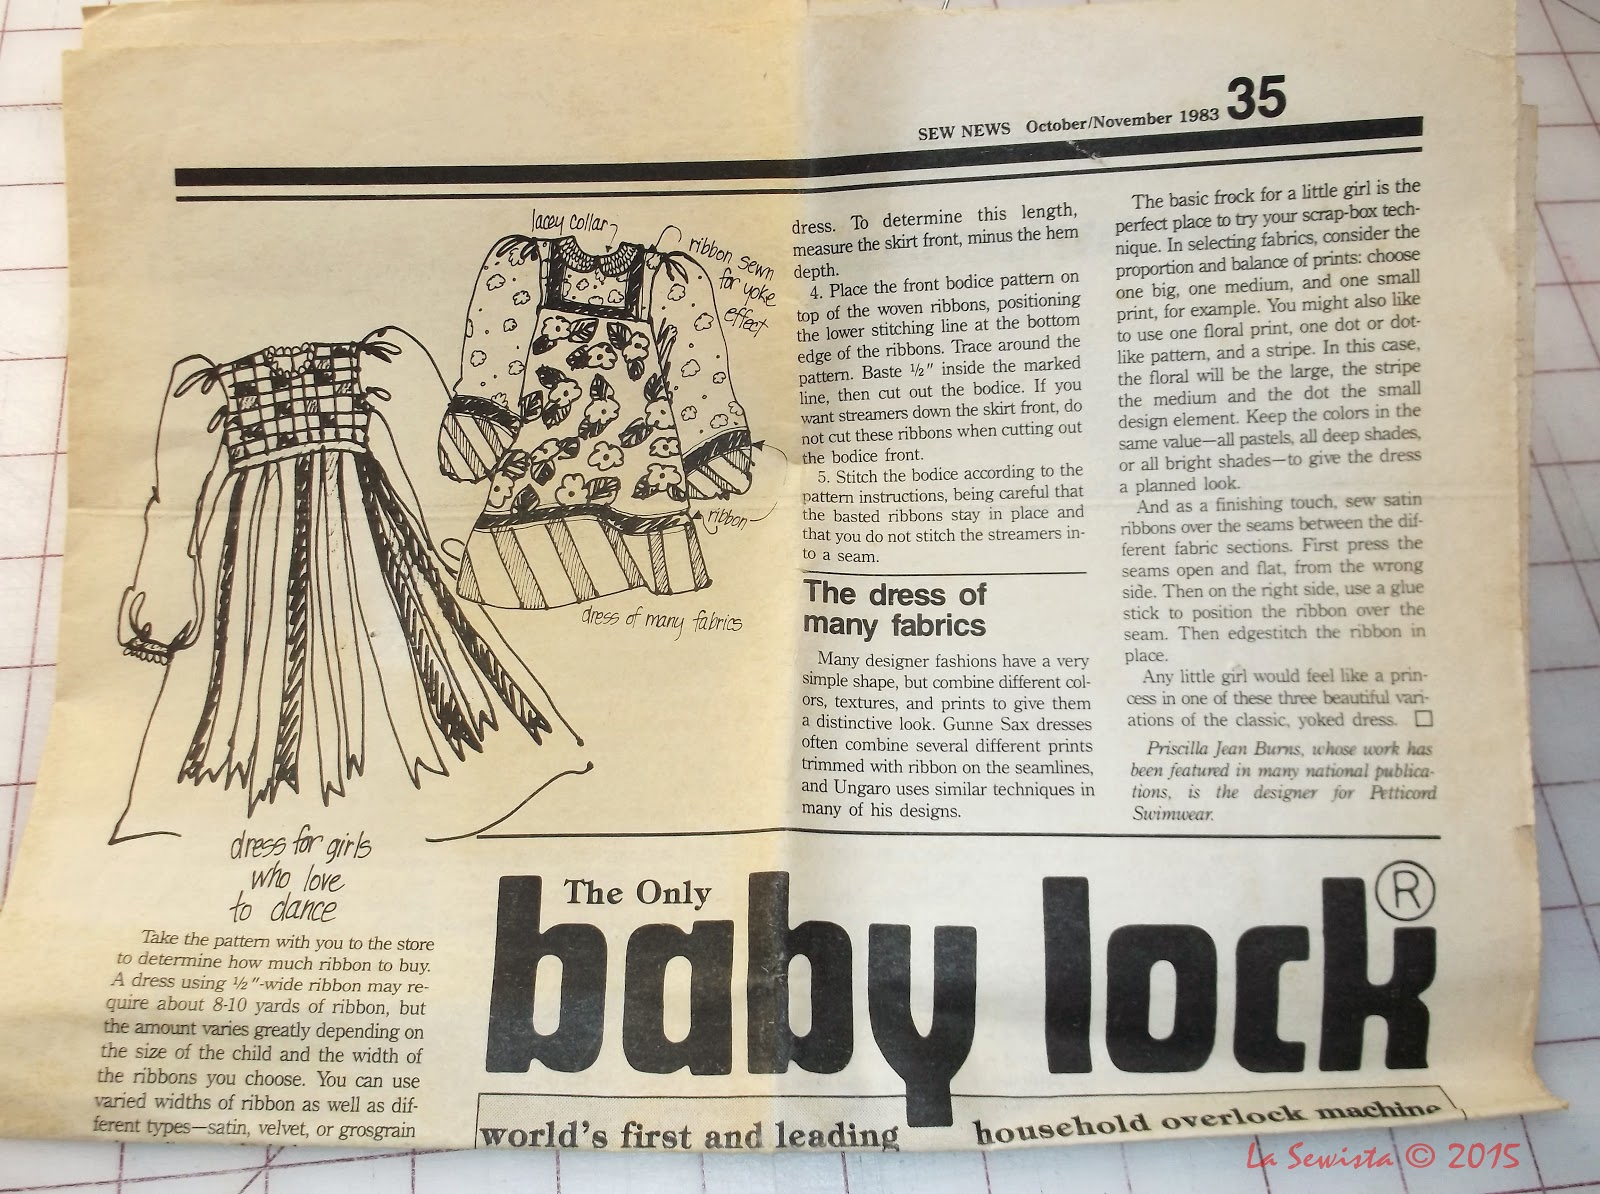 SEW NEWS October/November 1983 35
lacey collar
ribbon sewn
for yoke
effect
ribbon
dress of many fabrics
dress for girls
who love
to dance
Take the pattern with you to the store
to determine how much ribbon to buy.
A dress using ½"-wide ribbon may re-
quire about 8-10 yards of ribbon, but
the amount varies greatly depending on
the size of the child and the width of
the ribbons you choose. You can use
varied widths of ribbon as well as dif-
ferent types—satin, velvet, or grosgrain
dress. To determine this length,
measure the skirt front, minus the hem
depth.
4. Place the front bodice pattern on
top of the woven ribbons, positioning
the lower stitching line at the bottom
edge of the ribbons. Trace around the
pattern. Baste ½" inside the marked
line, then cut out the bodice. If you
want streamers down the skirt front, do
not cut these ribbons when cutting out
the bodice front.
5. Stitch the bodice according to the
pattern instructions, being careful that
the basted ribbons stay in place and
that you do not stitch the streamers in-
to a seam.
The dress of
many fabrics
Many designer fashions have a very
simple shape, but combine different col-
ors, textures, and prints to give them
a distinctive look. Gunne Sax dresses
often combine several different prints
trimmed with ribbon on the seamlines,
and Ungaro uses similar techniques in
many of his designs.
The basic frock for a little girl is the
perfect place to try your scrap-box tech-
nique. In selecting fabrics, consider the
proportion and balance of prints: choose
one big, one medium, and one small
print, for example. You might also like
to use one floral print, one dot or dot-
like pattern, and a stripe. In this case,
the floral will be the large, the stripe
the medium and the dot the small
design element. Keep the colors in the
same value—all pastels, all deep shades,
or all bright shades—to give the dress
a planned look.
And as a finishing touch, sew satin
ribbons over the seams between the dif-
ferent fabric sections. First press the
seams open and flat, from the wrong
side. Then on the right side, use a glue
stick to position the ribbon over the
seam. Then edgestitch the ribbon in
place.
Any little girl would feel like a prin-
cess in one of these three beautiful vari-
ations of the classic, yoked dress. □
Priscilla Jean Burns, whose work has
been featured in many national publica-
tions, is the designer for Petticord
Swimwear.
The Only
baby lock®
world's first and leading household overlock machine
La Sewista © 2015